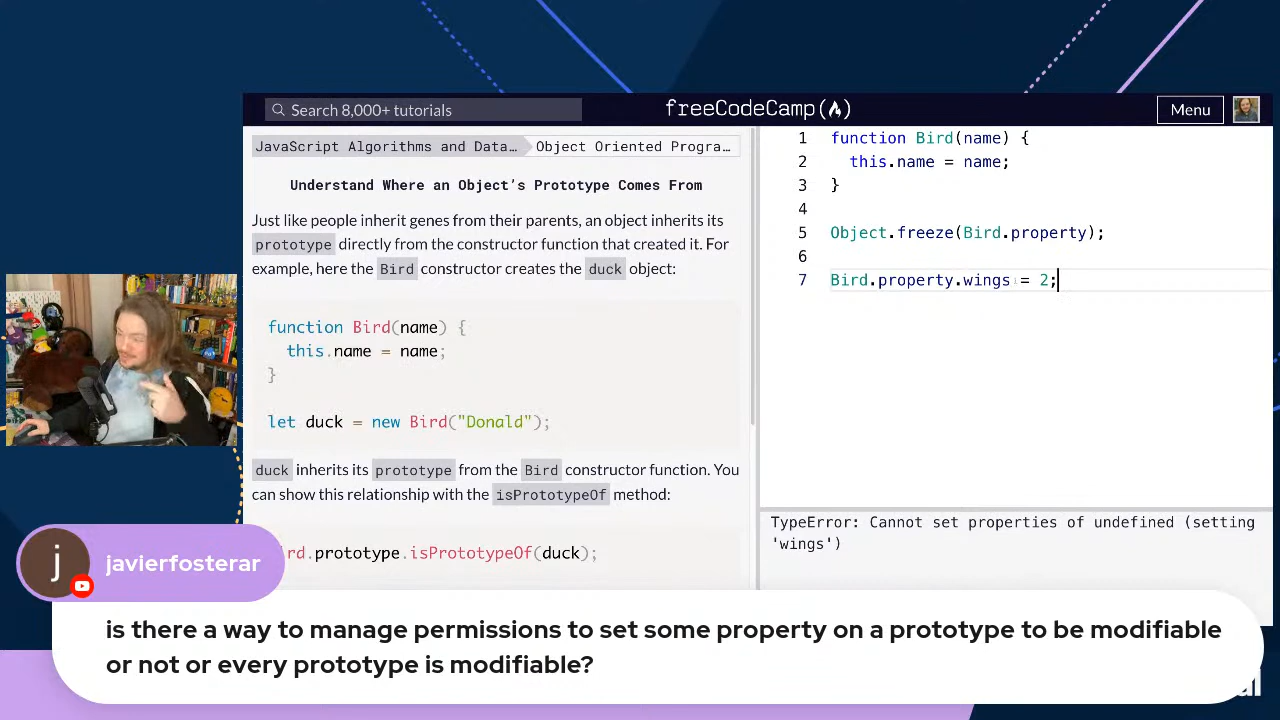 Search 8,000+ tutorials
freeCodeCamp
Menu
JavaScript Algorithms and Data…
Object Oriented Progra…
Understand Where an Object's Prototype Comes From
Just like people inherit genes from their parents, an object inherits its
prototype directly from the constructor function that created it. For
example, here the Bird constructor creates the duck object:
function Bird(name) {
this.name = name;
}
let duck = new Bird("Donald");
duck inherits its prototype from the Bird constructor function. You
can show this relationship with the isPrototypeOf method:
ird.prototype.isPrototypeOf(duck);
1 function Bird(name) {
2 this.name = name;
3 }
4
5 Object.freeze(Bird.property);
6
7 Bird.property.wings = 2;
TypeError: Cannot set properties of undefined (setting
'wings')
j
javierfosterar
is there a way to manage permissions to set some property on a prototype to be modifiable
or not or every prototype is modifiable?